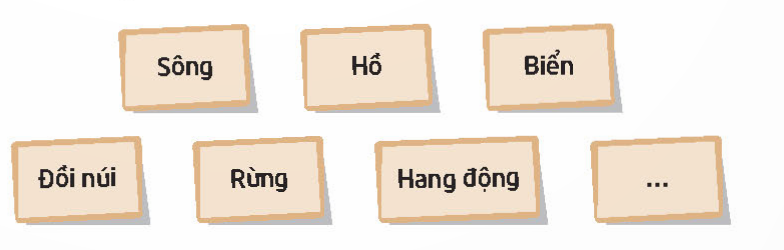 Sông
Hồ
Biển
Đồi núi
Rừng
Hang động
...